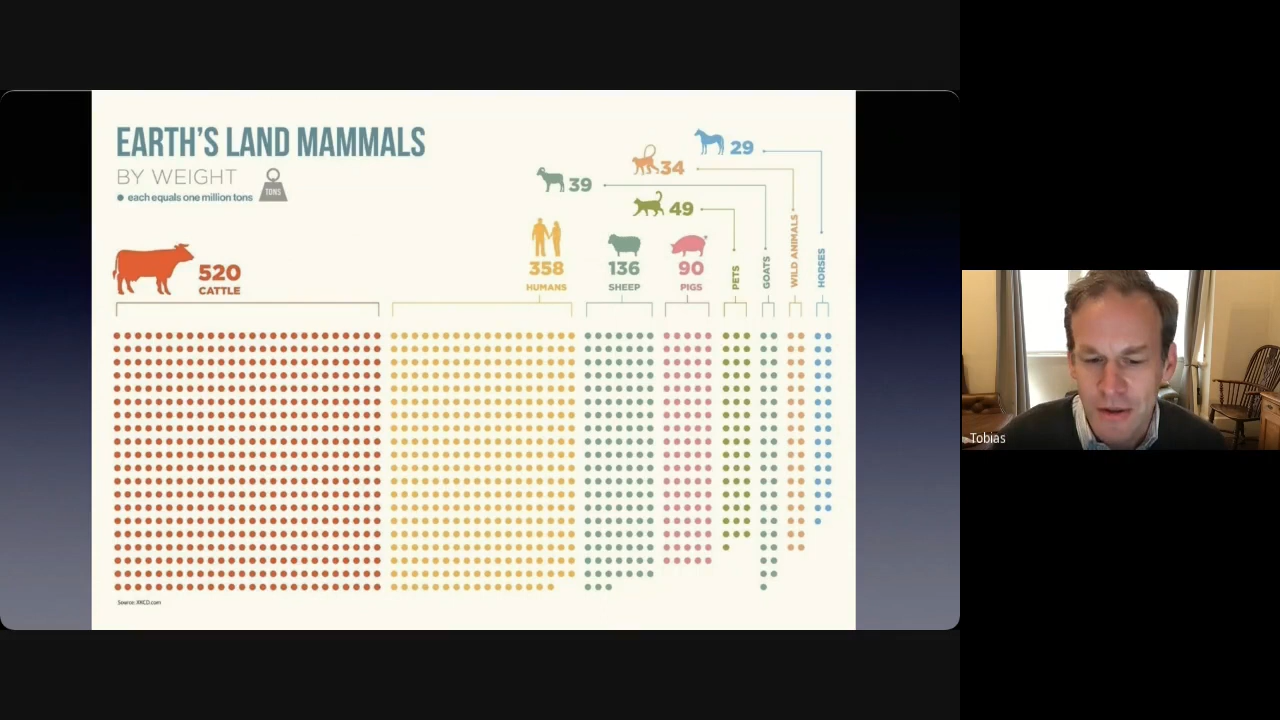 EARTH'S LAND MAMMALS
BY WEIGHT
TONS
each equals one million tons
29
34
39
49
520
CATTLE
358
HUMANS
136
SHEEP
90
PIGS
PETS
GOATS
WILD ANIMALS
HORSES
Source: XKCD.com
Tobias